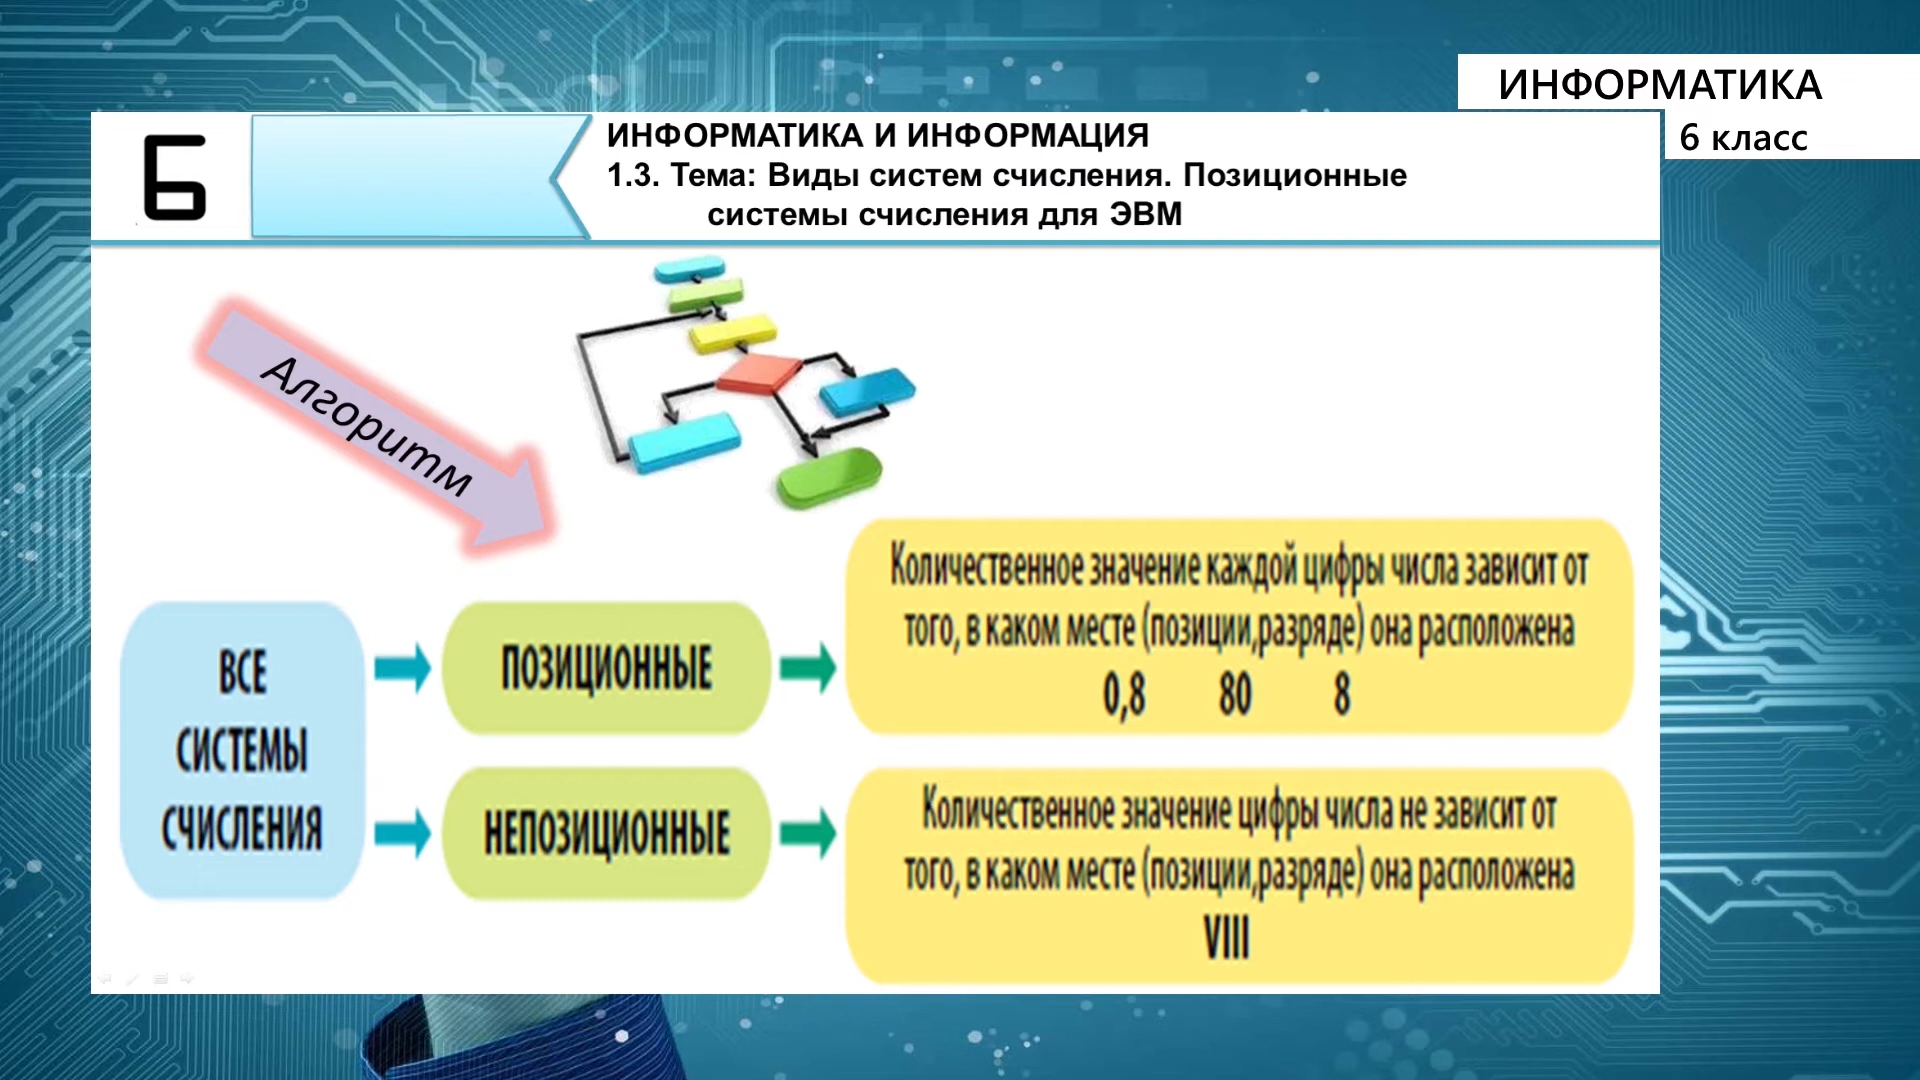 ИНФОРМАТИКА
6 класс
Б
ИНФОРМАТИКА И ИНФОРМАЦИЯ
1.3. Тема: Виды систем счисления. Позиционные
системы счисления для ЭВМ
Алгоритм
ВСЕ
СИСТЕМЫ
СЧИСЛЕНИЯ
ПОЗИЦИОННЫЕ
Количественное значение каждой цифры числа зависит от
того, в каком месте (позиции,разряде) она расположена
0,8 80 8
НЕПОЗИЦИОННЫЕ
Количественное значение цифры числа не зависит от
того, в каком месте (позиции,разряде) она расположена
VIII